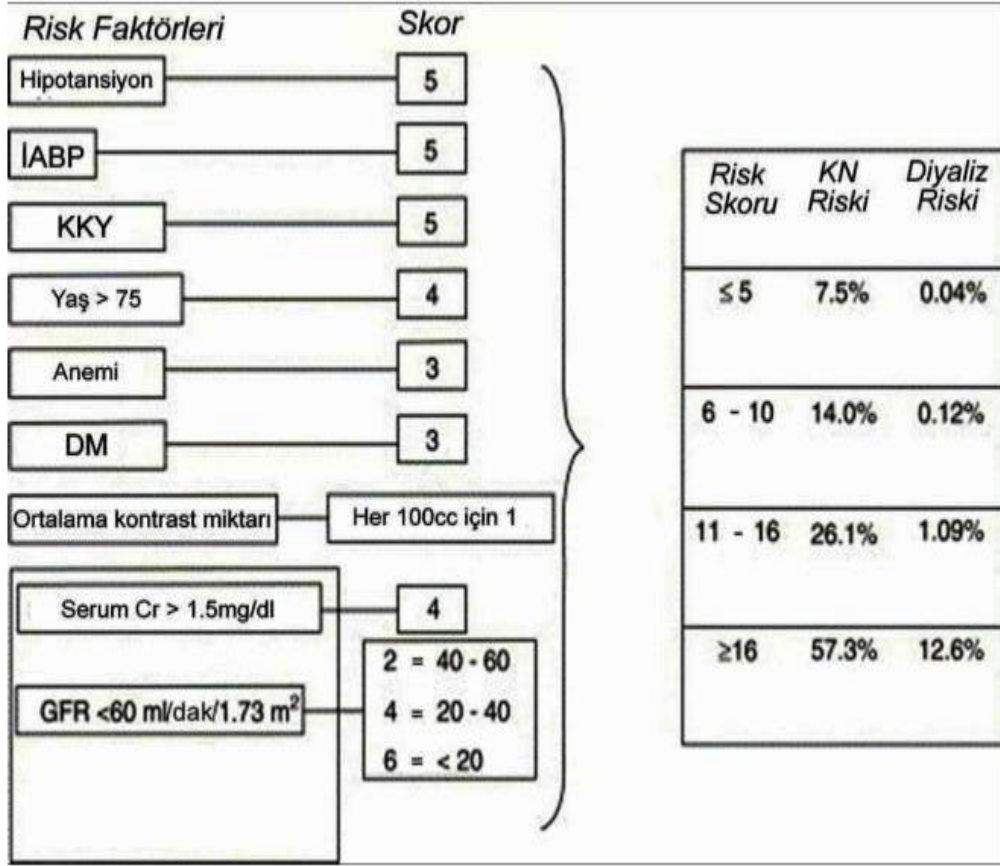 Risk Faktörleri Skor
Hipotansiyon 5
İABP 5
KKY 5
Yaş > 75 4
Anemi 3
DM 3
Ortalama kontrast miktarı Her 100cc için 1
Serum Cr > 1.5mg/dl 4
GFR <60 ml/dak/1.73 m²
2 = 40 - 60
4 = 20 - 40
6 = < 20
Risk Skoru KN Riski Diyaliz Riski
≤ 5 7.5% 0.04%
6 - 10 14.0% 0.12%
11 - 16 26.1% 1.09%
≥16 57.3% 12.6%